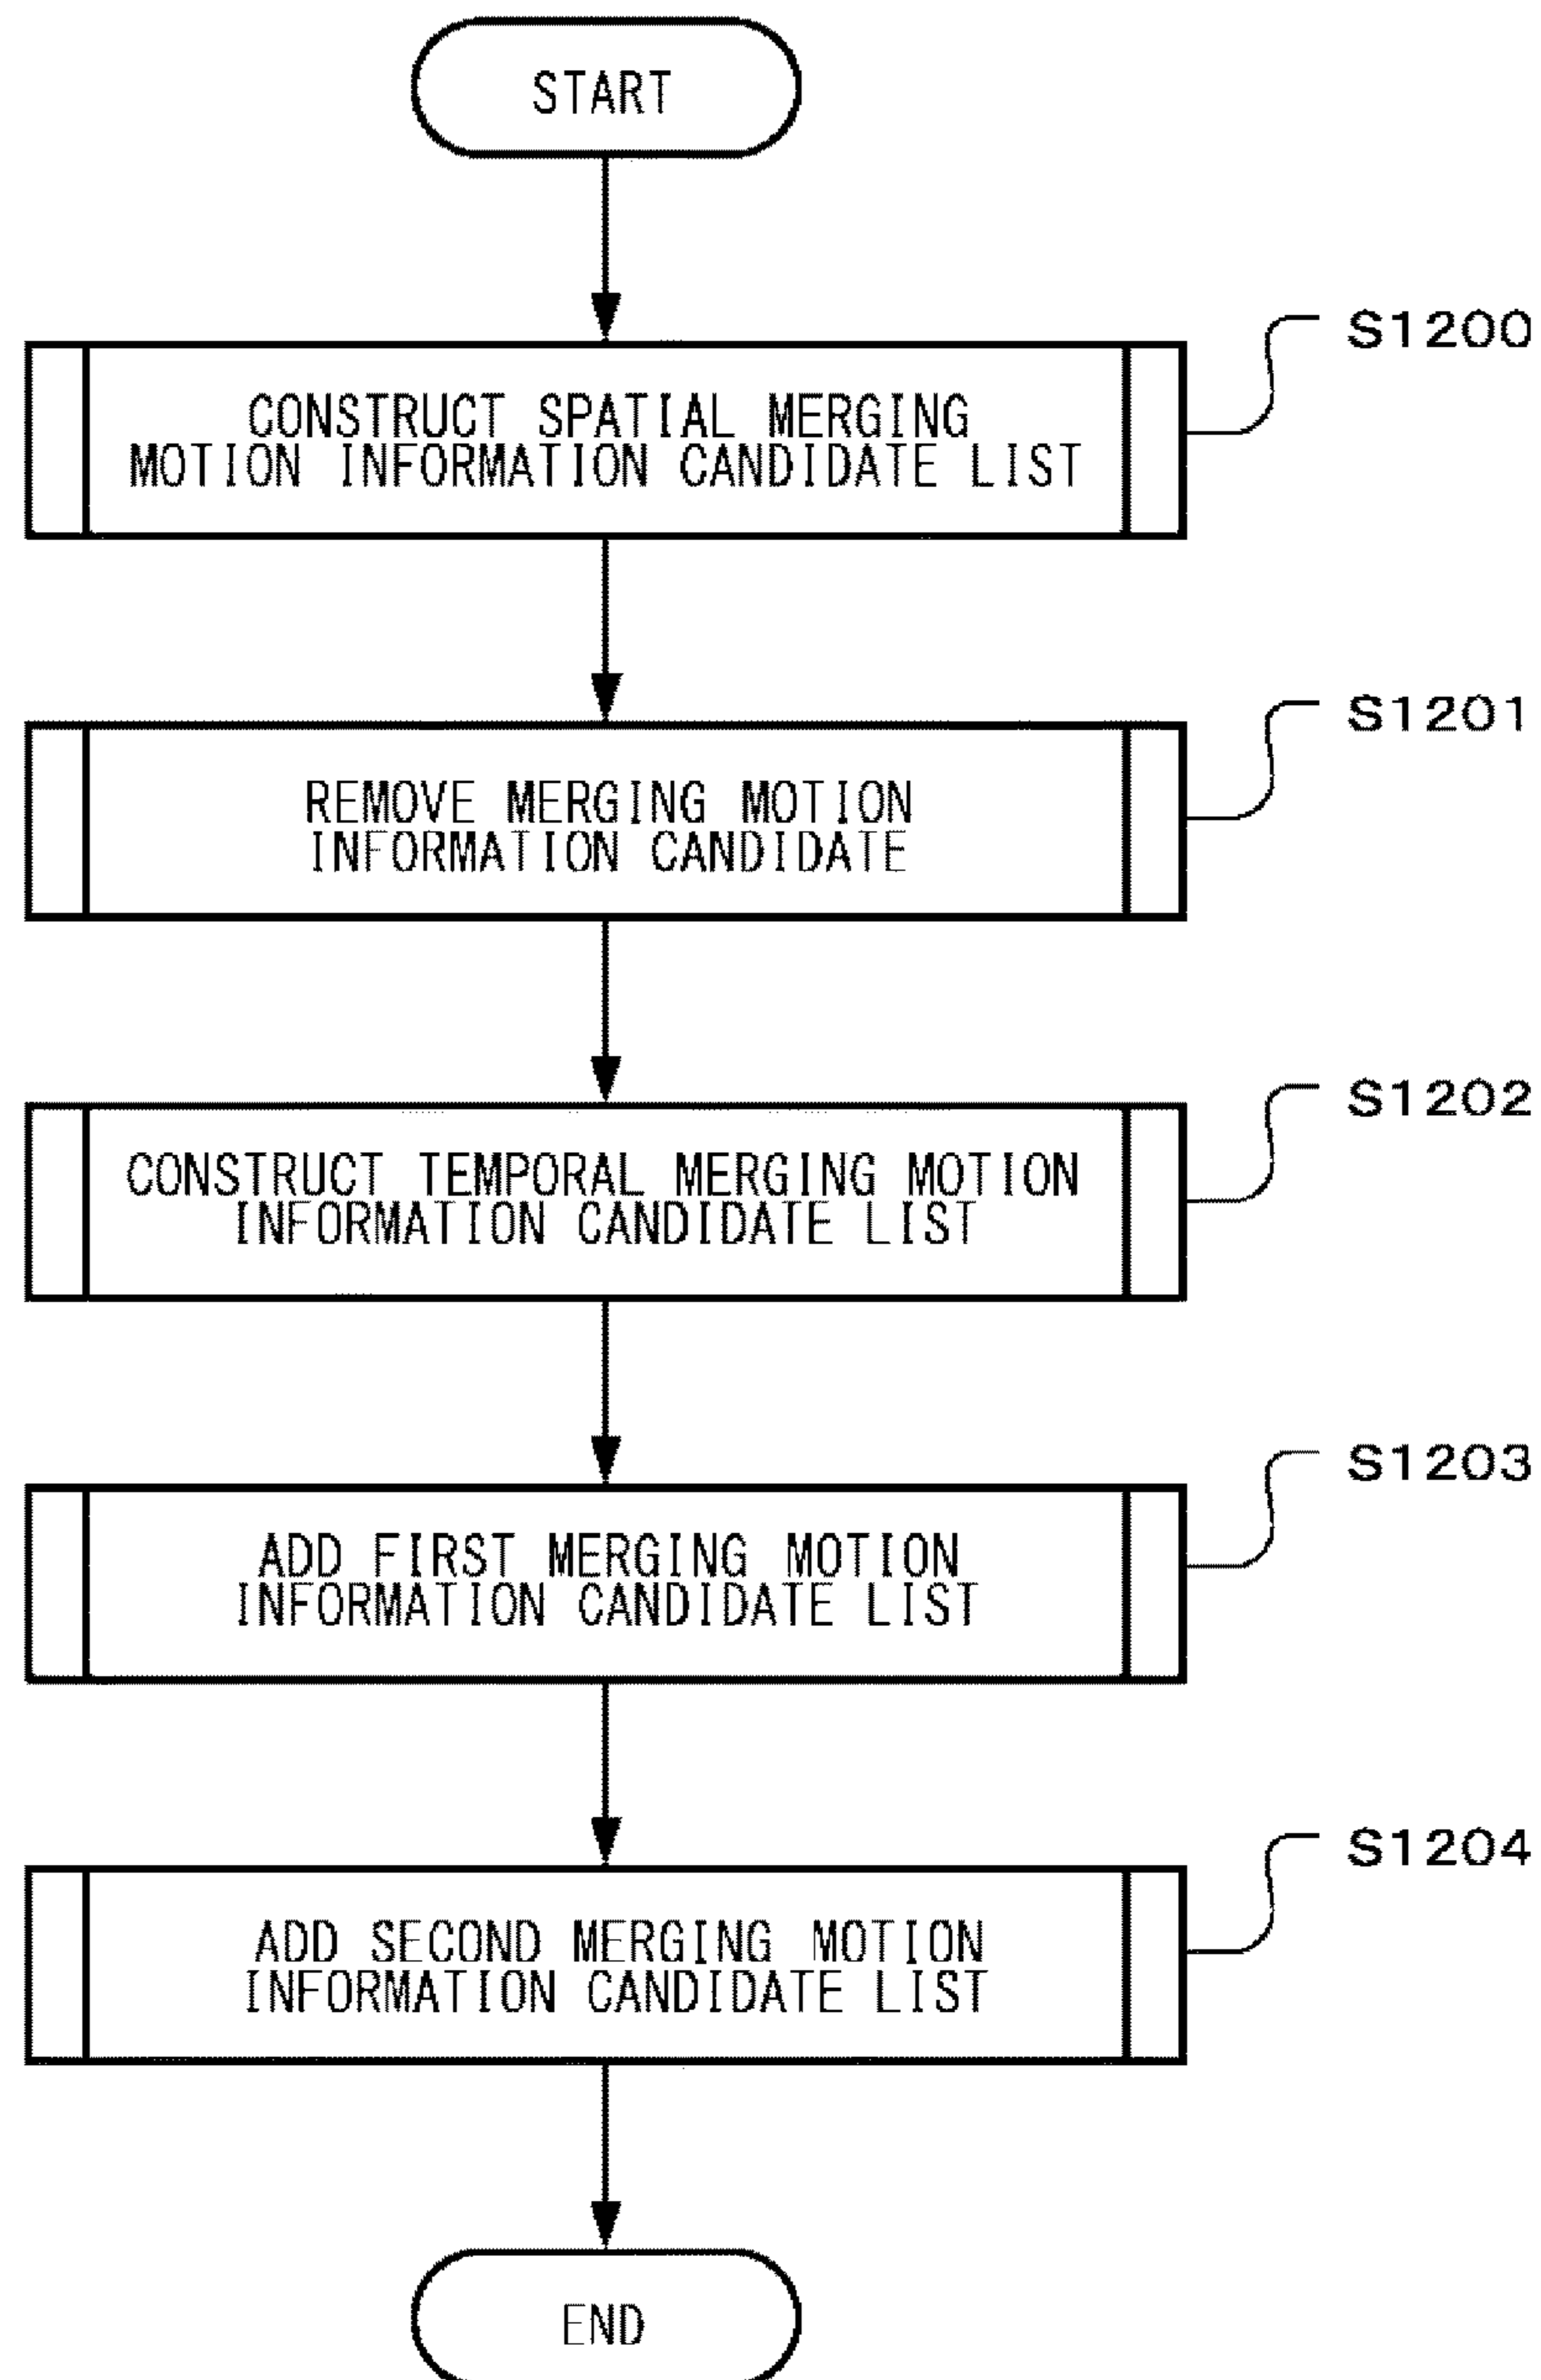 START
S1200
CONSTRUCT SPATIAL MERGING
MOTION INFORMATION CANDIDATE LIST
S1201
REMOVE MERGING MOTION
INFORMATION CANDIDATE
S1202
CONSTRUCT TEMPORAL MERGING MOTION
INFORMATION CANDIDATE LIST
S1203
ADD FIRST MERGING MOTION
INFORMATION CANDIDATE LIST
S1204
ADD SECOND MERGING MOTION
INFORMATION CANDIDATE LIST
END